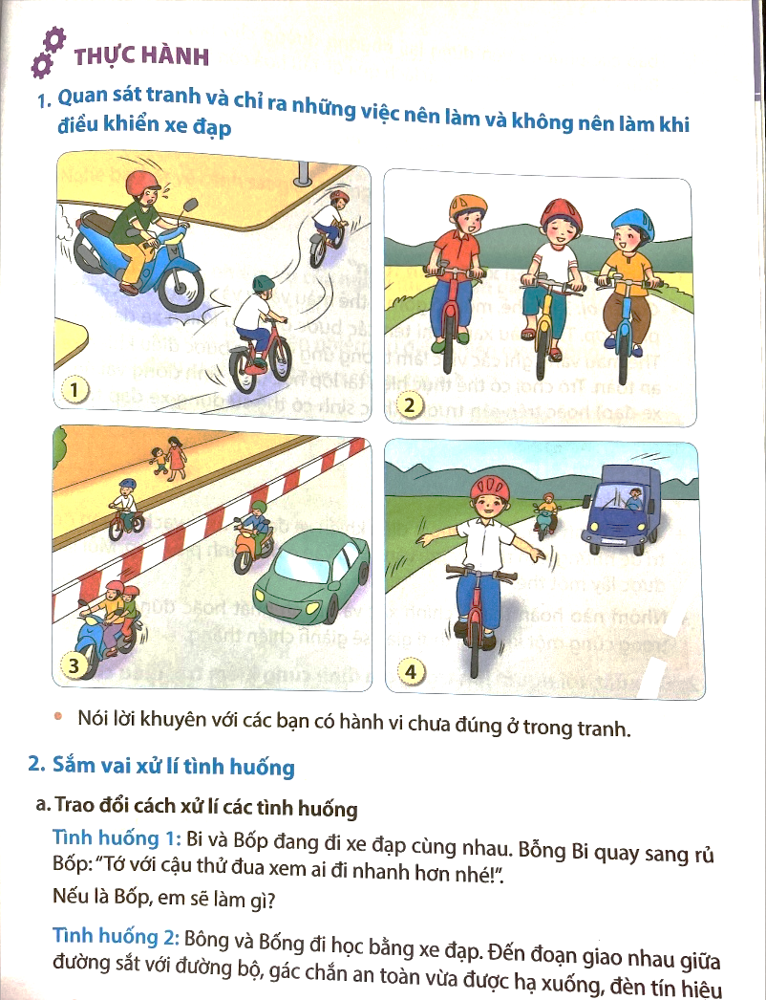 THỰC HÀNH
1. Quan sát tranh và chỉ ra những việc nên làm và không nên làm khi
điều khiển xe đạp
1
2
3
4
• Nói lời khuyên với các bạn có hành vi chưa đúng ở trong tranh.
2. Sắm vai xử lí tình huống
a. Trao đổi cách xử lí các tình huống
Tình huống 1: Bi và Bốp đang đi xe đạp cùng nhau. Bỗng Bi quay sang rủ
Bốp: “Tớ với cậu thử đua xem ai đi nhanh hơn nhé!”.
Nếu là Bốp, em sẽ làm gì?
Tình huống 2: Bông và Bống đi học bằng xe đạp. Đến đoạn giao nhau giữa
đường sắt với đường bộ, gác chắn an toàn vừa được hạ xuống, đèn tín hiệu